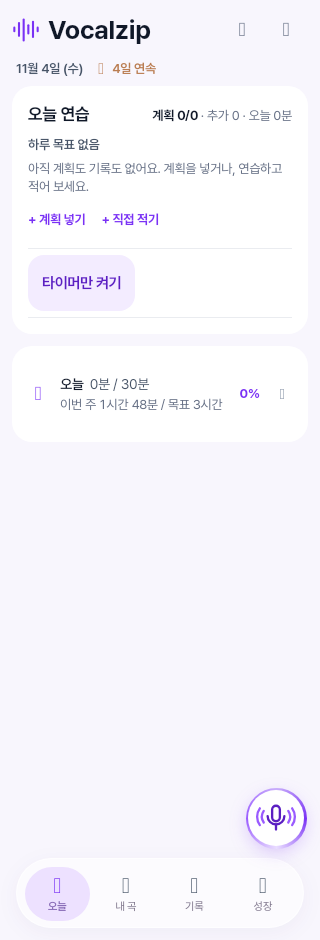 Vocalzip
11월 4일 (수) 4일 연속
오늘 연습 계획 0/0 · 추가 0 · 오늘 0분
하루 목표 없음
아직 계획도 기록도 없어요. 계획을 넣거나, 연습하고
적어 보세요.
+ 계획 넣기 + 직접 적기
타이머만 켜기
오늘 0분 / 30분
이번 주 1시간 48분 / 목표 3시간 0%
오늘 내 곡 기록 성장